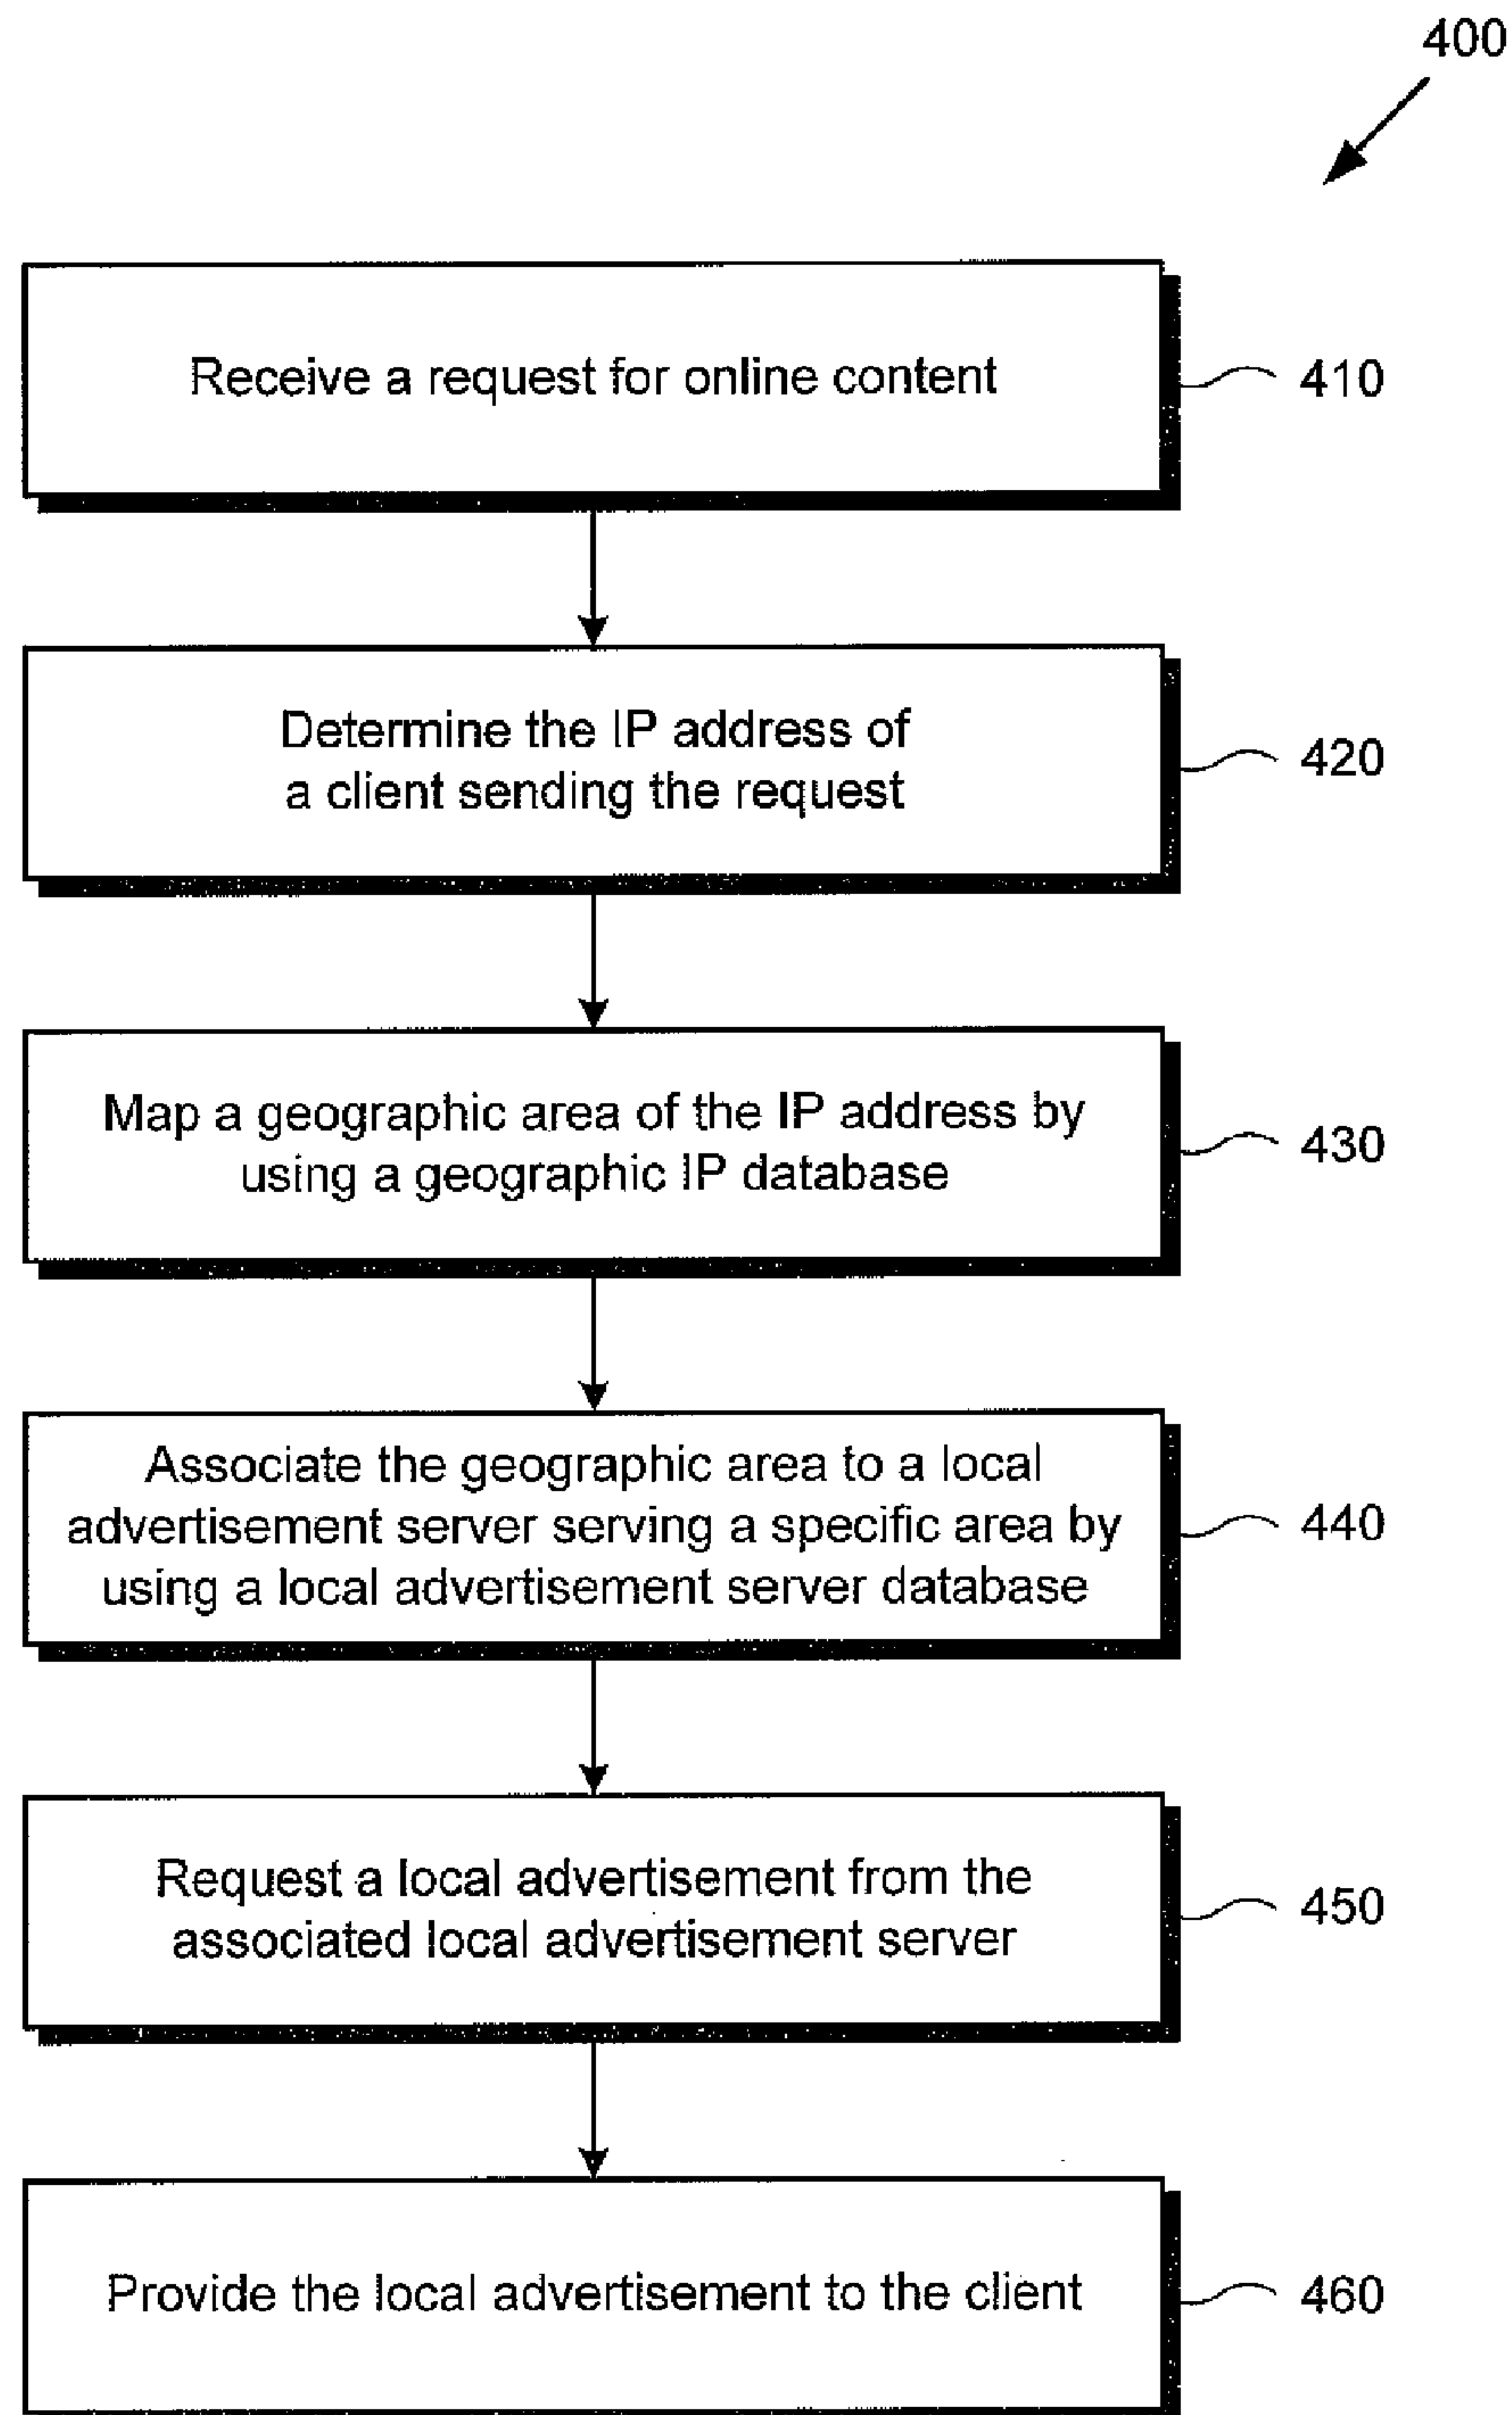 400
Receive a request for online content
410
Determine the IP address of
a client sending the request
420
Map a geographic area of the IP address by
using a geographic IP database
430
Associate the geographic area to a local
advertisement server serving a specific area by
using a local advertisement server database
440
Request a local advertisement from the
associated local advertisement server
450
Provide the local advertisement to the client
460